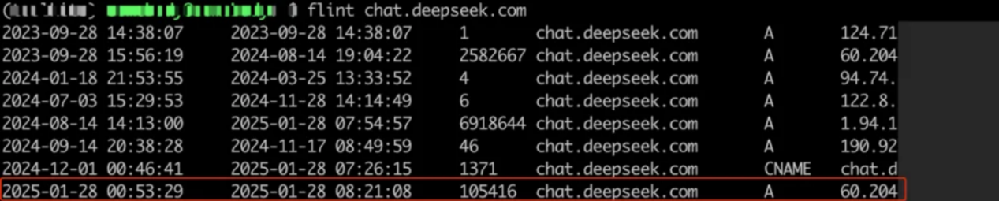 flint chat.deepseek.com
2023-09-28 14:38:07 2023-09-28 14:38:07 1 chat.deepseek.com A 124.71
2023-09-28 15:56:19 2024-08-14 19:04:22 2582667 chat.deepseek.com A 60.204
2024-01-18 21:53:55 2024-03-25 13:33:52 4 chat.deepseek.com A 94.74.
2024-07-03 15:29:53 2024-11-28 14:14:49 6 chat.deepseek.com A 122.8.
2024-08-14 14:13:00 2025-01-28 07:54:57 6918644 chat.deepseek.com A 1.94.1
2024-09-14 20:38:28 2024-11-17 08:49:59 46 chat.deepseek.com A 190.92
2024-12-01 00:46:41 2025-01-28 07:26:15 1371 chat.deepseek.com CNAME chat.d
2025-01-28 00:53:29 2025-01-28 08:21:08 105416 chat.deepseek.com A 60.204